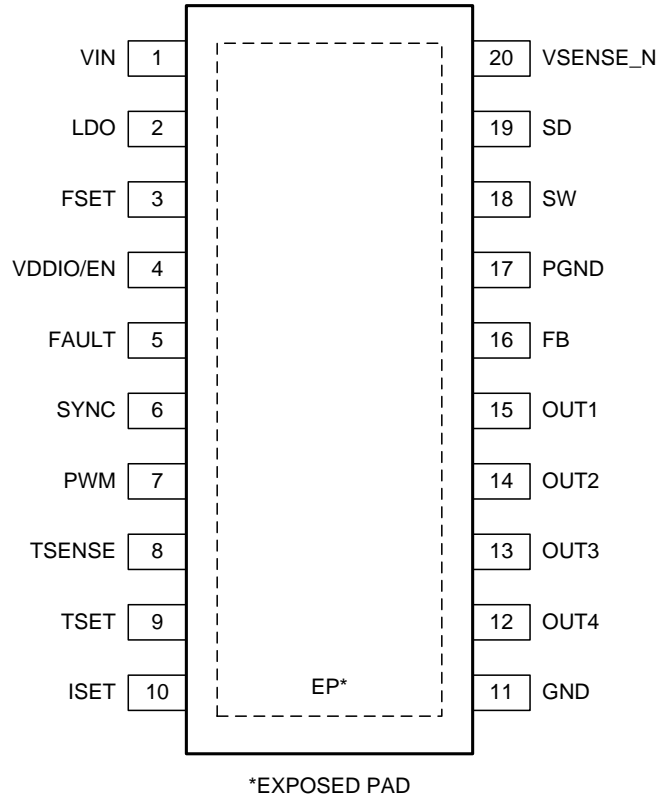 VIN 1 20 VSENSE_N
LDO 2 19 SD
FSET 3 18 SW
VDDIO/EN 4 17 PGND
FAULT 5 16 FB
SYNC 6 15 OUT1
PWM 7 14 OUT2
TSENSE 8 13 OUT3
TSET 9 12 OUT4
ISET 10 EP* 11 GND
*EXPOSED PAD